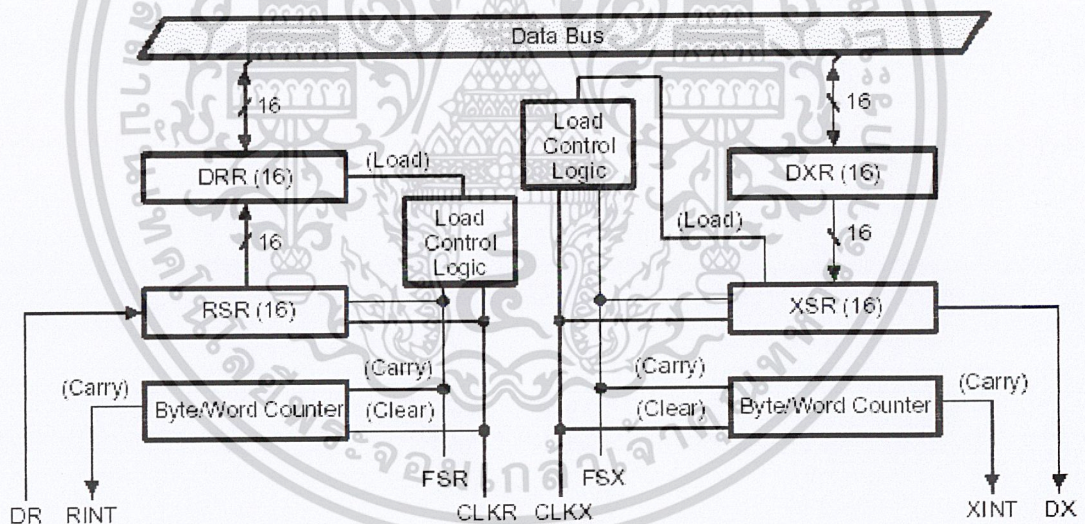 Data Bus
16
16
Load
Control
Logic
DRR (16)
(Load)
DXR (16)
Load
Control
Logic
(Load)
16
16
RSR (16)
XSR (16)
(Carry)
(Carry)
(Carry)
(Carry)
Byte/Word Counter
(Clear)
(Clear)
Byte/Word Counter
FSR
FSX
DR
RINT
CLKR
CLKX
XINT
DX